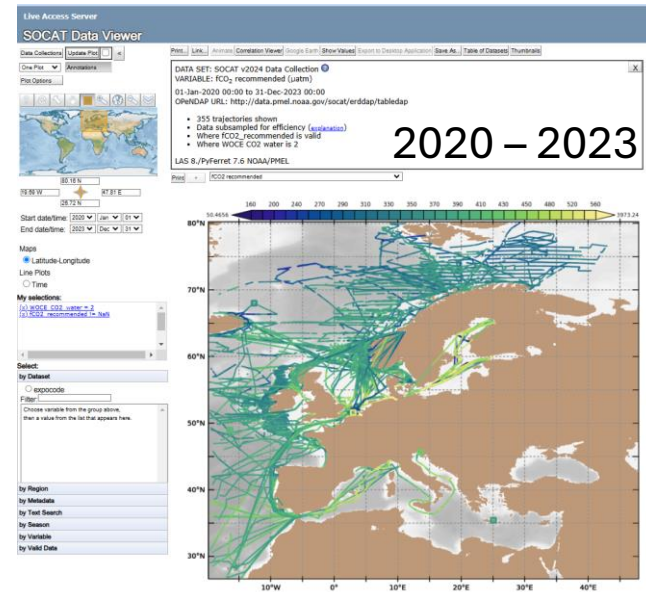 Live Access Server
SOCAT Data Viewer
Data Collections Update Plot «
One Plot Annotations
Plot Options
Print... Link... Animate Correlation Viewer Google Earth Show Values Export to Desktop Application Save As... Table of Datasets Thumbnails
X
DATA SET: SOCAT v2024 Data Collection
VARIABLE: fCO2 recommended (µatm)
01-Jan-2020 00:00 to 31-Dec-2023 00:00
OPeNDAP URL: http://data.pmel.noaa.gov/socat/erddap/tabledap
• 355 trajectories shown
• Data subsampled for efficiency (explanation)
• Where fCO2_recommended is valid
• Where WOCE CO2 water is 2
LAS 8./PyFerret 7.6 NOAA/PMEL
2020 – 2023
Print + fCO2 recommended
80.16 N
47.81 E
Start date/time: 2020 Jan 01
End date/time: 2023 Dec 31
Maps
Latitude-Longitude
Line Plots
Time
My selections:
(x) WOCE CO2 water = 2
(x) fCO2 recommended != NaN
Select:
by Dataset
expocode
Filter
Choose variable from the group above,
then a value from the list that appears here.
by Region
by Metadata
by Text Search
by Season
by Variable
by Valid Data
160 200 240 270 290 310 330 350 370 390 410 430 450 480 520 560
50.4656 3973.24
80°N
70°N
60°N
50°N
40°N
30°N
10°W 0° 10°E 20°E 30°E 40°E